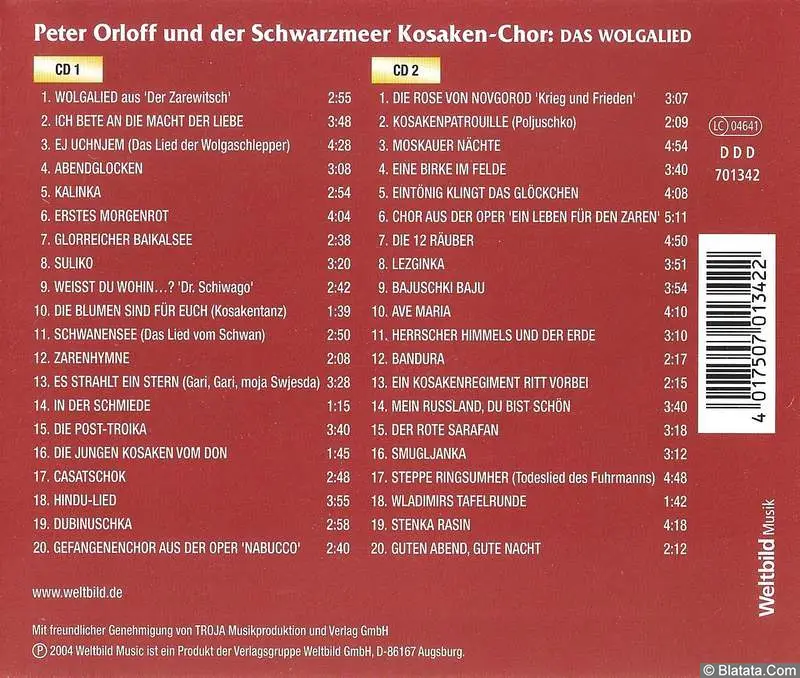 Peter Orloff und der Schwarzmeer Kosaken-Chor: DAS WOLGALIED
CD 1
1. WOLGALIED aus 'Der Zarewitsch' 2:55
2. ICH BETE AN DIE MACHT DER LIEBE 3:48
3. EJ UCHNJEM (Das Lied der Wolgaschlepper) 4:28
4. ABENDGLOCKEN 3:08
5. KALINKA 2:54
6. ERSTES MORGENROT 4:04
7. GLORREICHER BAIKALSEE 2:38
8. SULIKO 3:20
9. WEISST DU WOHIN...? 'Dr. Schiwago' 2:42
10. DIE BLUMEN SIND FÜR EUCH (Kosakentanz) 1:39
11. SCHWANENSEE (Das Lied vom Schwan) 2:50
12. ZARENHYMNE 2:08
13. ES STRAHLT EIN STERN (Gari, Gari, moja Swjesda) 3:28
14. IN DER SCHMIEDE 1:15
15. DIE POST-TROIKA 3:40
16. DIE JUNGEN KOSAKEN VOM DON 1:45
17. CASATSCHOK 2:48
18. HINDU-LIED 3:55
19. DUBINUSCHKA 2:58
20. GEFANGENENCHOR AUS DER OPER 'NABUCCO' 2:40
CD 2
1. DIE ROSE VON NOVGOROD 'Krieg und Frieden' 3:07
2. KOSAKENPATROUILLE (Poljuschko) 2:09
3. MOSKAUER NÄCHTE 4:54
4. EINE BIRKE IM FELDE 3:40
5. EINTÖNIG KLINGT DAS GLÖCKCHEN 4:08
6. CHOR AUS DER OPER 'EIN LEBEN FÜR DEN ZAREN' 5:11
7. DIE 12 RÄUBER 4:50
8. LEZGINKA 3:51
9. BAJUSCHKI BAJU 3:54
10. AVE MARIA 4:10
11. HERRSCHER HIMMELS UND DER ERDE 3:10
12. BANDURA 2:17
13. EIN KOSAKENREGIMENT RITT VORBEI 2:15
14. MEIN RUSSLAND, DU BIST SCHÖN 3:40
15. DER ROTE SARAFAN 3:18
16. SMUGLJANKA 3:12
17. STEPPE RINGSUMHER (Todeslied des Fuhrmanns) 4:48
18. WLADIMIRS TAFELRUNDE 1:42
19. STENKA RASIN 4:18
20. GUTEN ABEND, GUTE NACHT 2:12
LC 04641
D D D
701342
4 017507 013422
Weltbild Musik
www.weltbild.de
Mit freundlicher Genehmigung von TROJA Musikproduktion und Verlag GmbH
Ⓟ 2004 Weltbild Music ist ein Produkt der Verlagsgruppe Weltbild GmbH, D-86167 Augsburg.
© Blatata.Com